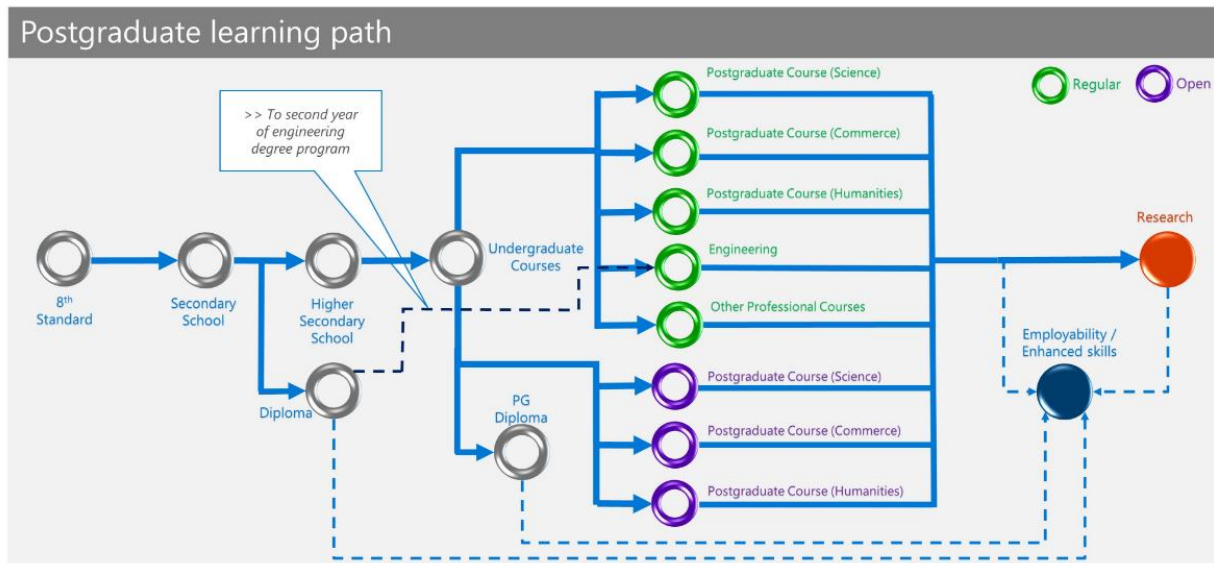 Postgraduate learning path
Postgraduate Course (Science)
Regular
Open
>> To second year
of engineering
degree program
Postgraduate Course (Commerce)
Postgraduate Course (Humanities)
Research
Undergraduate
Courses
Engineering
8th
Standard
Secondary
School
Higher
Secondary
School
Other Professional Courses
Employability /
Enhanced skills
Postgraduate Course (Science)
Diploma
PG
Diploma
Postgraduate Course (Commerce)
Postgraduate Course (Humanities)